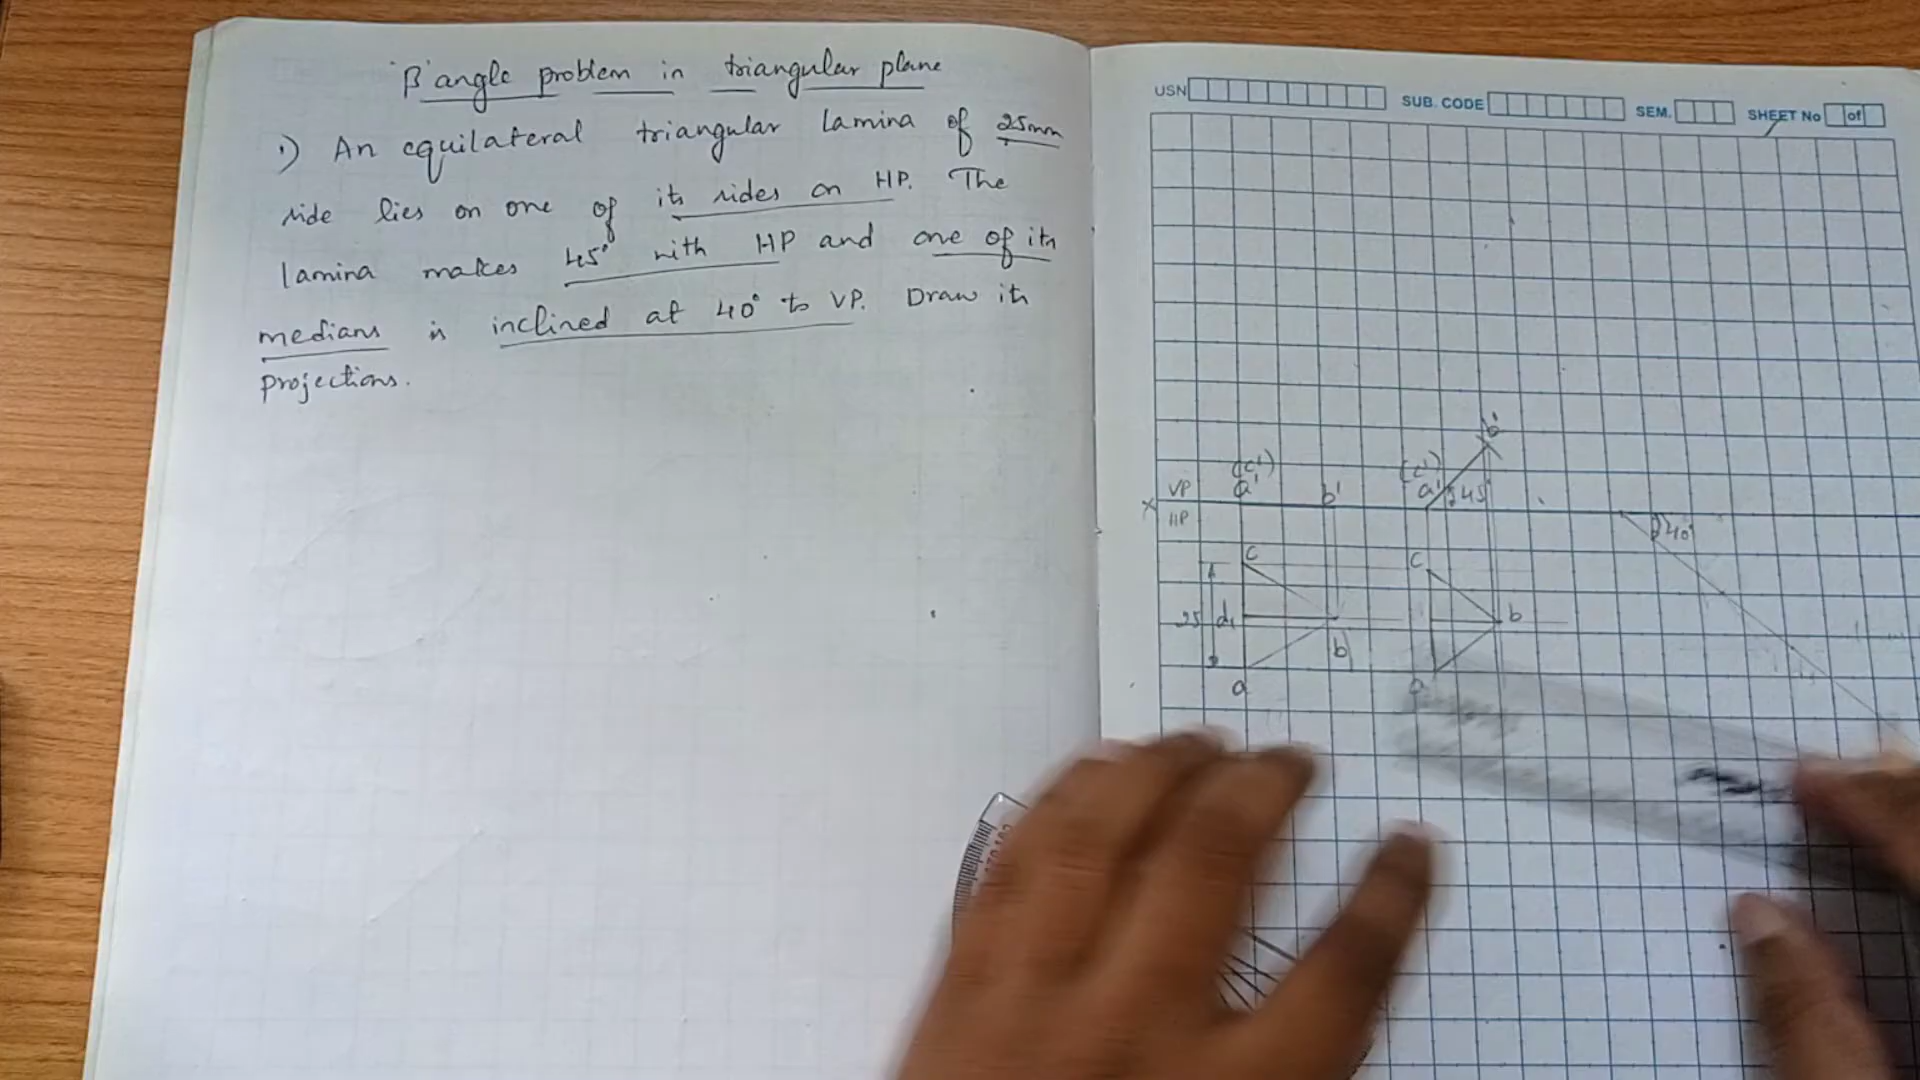 'β' angle problem in triangular plane
1) An equilateral triangular lamina of 25mm
side lies on one of its sides on HP. The
lamina makes 45° with HP and one of its
medians is inclined at 40° to VP. Draw its
projections.
USN SUB. CODE SEM. SHEET No of
(c') (c') b'
VP a' b' a' 45°
X HP β40°
c c
25 d1 b
b
a a